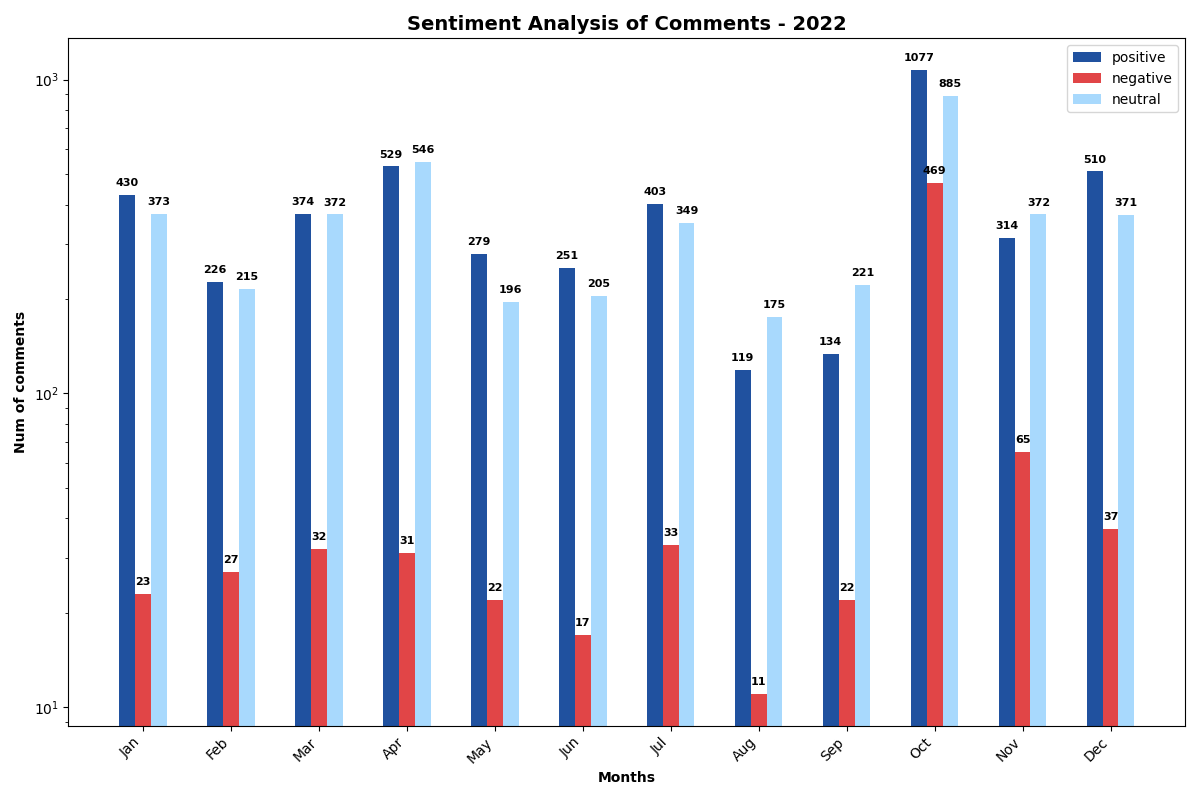 Sentiment Analysis of Comments - 2022
positive
negative
neutral
Num of comments
10³
10²
10¹
430
23
373
226
27
215
374
32
372
529
31
546
279
22
196
251
17
205
403
33
349
119
11
175
134
22
221
1077
469
885
314
65
372
510
37
371
Jan
Feb
Mar
Apr
May
Jun
Jul
Aug
Sep
Oct
Nov
Dec
Months